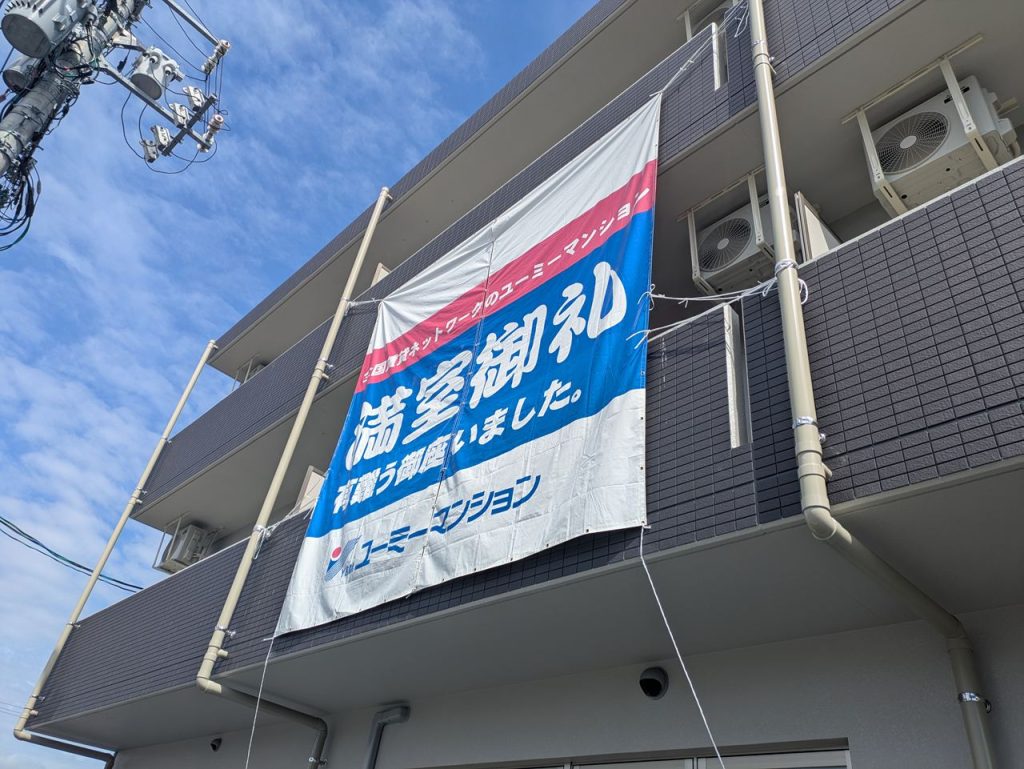 全国賃貸ネットワークのユーミーマンション
満室御礼
有難う御座いました。
ユーミーマンション